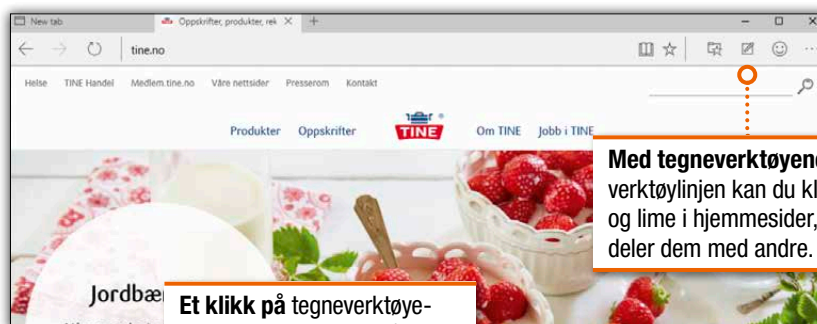 New tab
Oppskrifter, produkter, rek
tine.no
Helse TINE Handel Medlem.tine.no Våre nettsider Presserom Kontakt
Produkter Oppskrifter TINE Om TINE Jobb i TINE
Med tegneverktøyene
verktøylinjen kan du kl
og lime i hjemmesider,
deler dem med andre.
Jordbær
Et klikk på tegneverktøye-